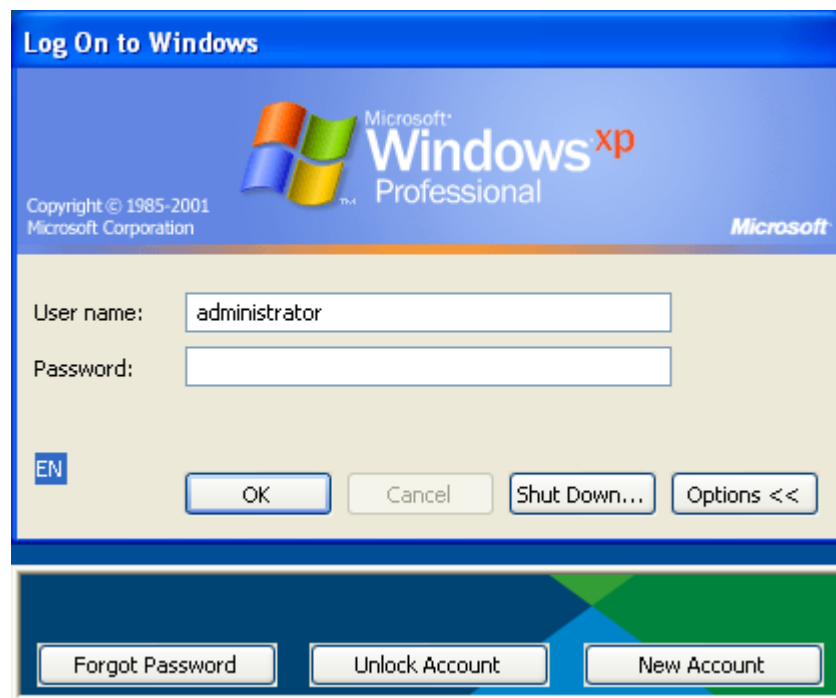 Log On to Windows
Microsoft®
Windows xp
Professional
TM
Copyright © 1985-2001
Microsoft Corporation
Microsoft®
User name: administrator
Password:
EN
OK Cancel Shut Down... Options <<
Forgot Password Unlock Account New Account